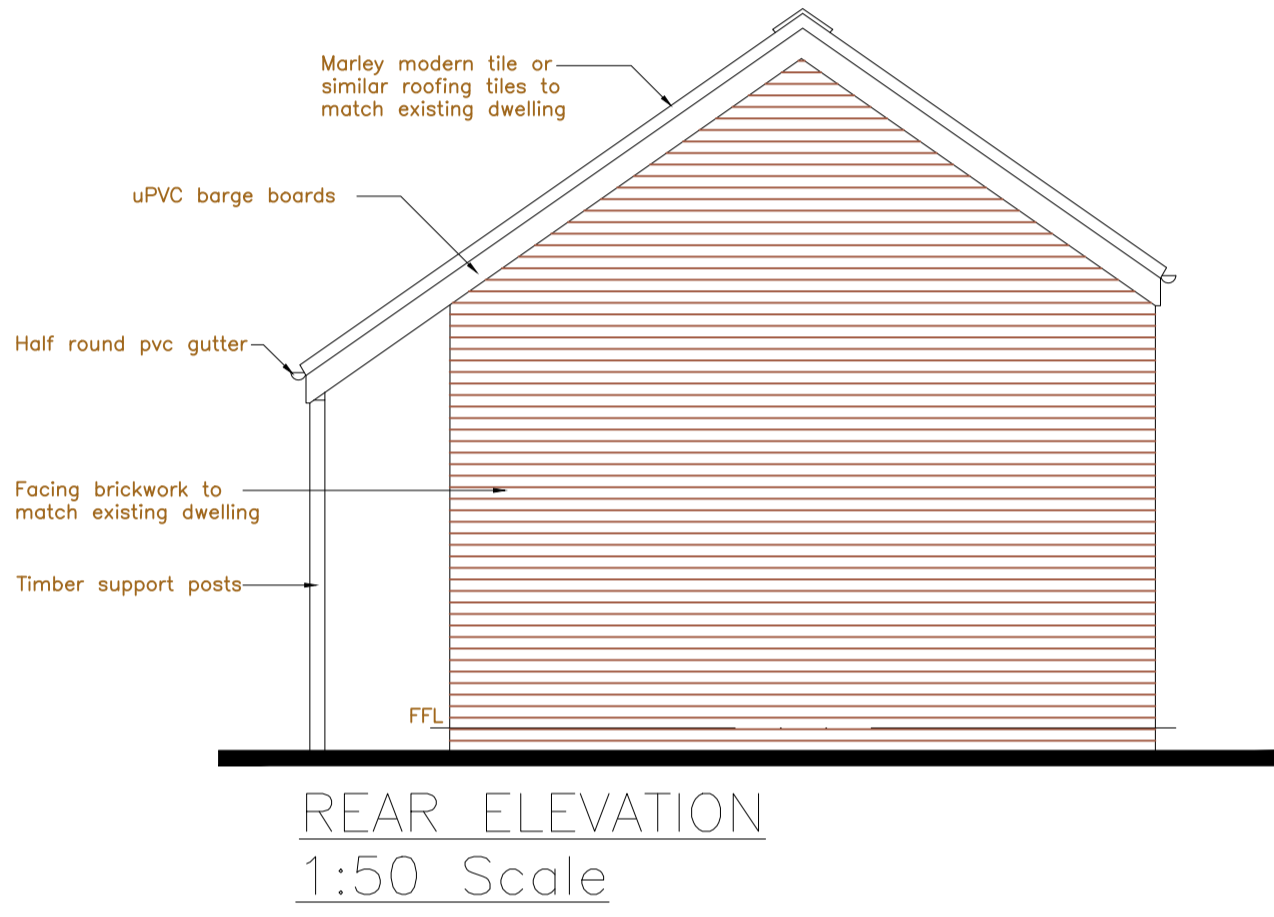 Marley modern tile or
similar roofing tiles to
match existing dwelling
uPVC barge boards
Half round pvc gutter
Facing brickwork to
match existing dwelling
Timber support posts
FFL
REAR ELEVATION
1:50 Scale